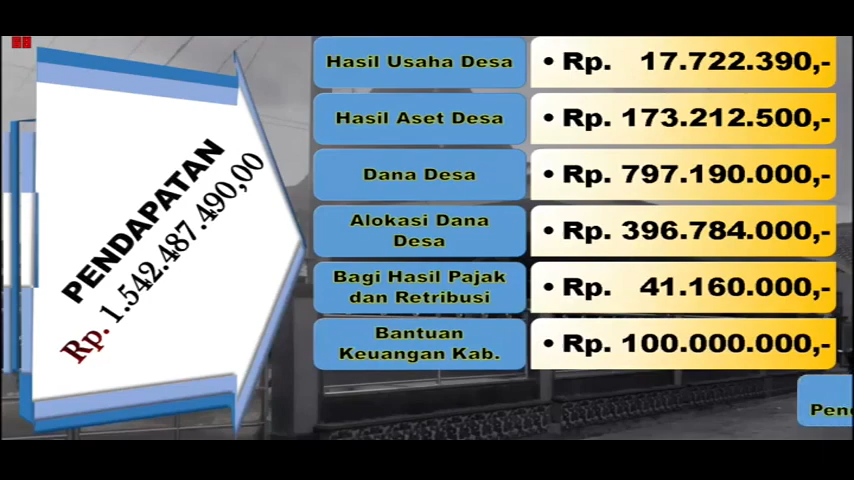 PENDAPATAN
Rp. 1.542.487.490,00
Hasil Usaha Desa
• Rp. 17.722.390,-
Hasil Aset Desa
• Rp. 173.212.500,-
Dana Desa
• Rp. 797.190.000,-
Alokasi Dana
Desa
• Rp. 396.784.000,-
Bagi Hasil Pajak
dan Retribusi
• Rp. 41.160.000,-
Bantuan
Keuangan Kab.
• Rp. 100.000.000,-